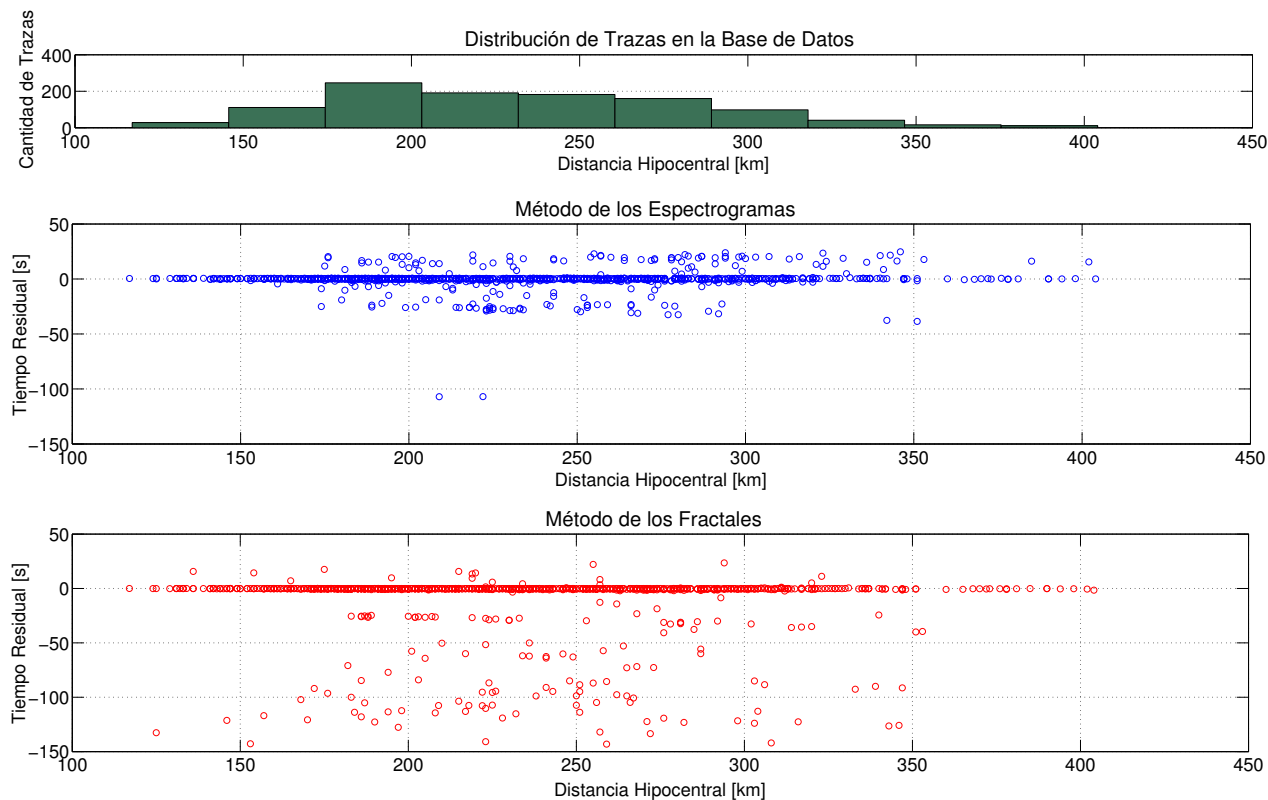 Distribución de Trazas en la Base de Datos
Cantidad de Trazas
400
200
0
100 150 200 250 300 350 400 450
Distancia Hipocentral [km]
Método de los Espectrogramas
Tiempo Residual [s]
50
0
−50
−100
−150
100 150 200 250 300 350 400 450
Distancia Hipocentral [km]
Método de los Fractales
Tiempo Residual [s]
50
0
−50
−100
−150
100 150 200 250 300 350 400 450
Distancia Hipocentral [km]